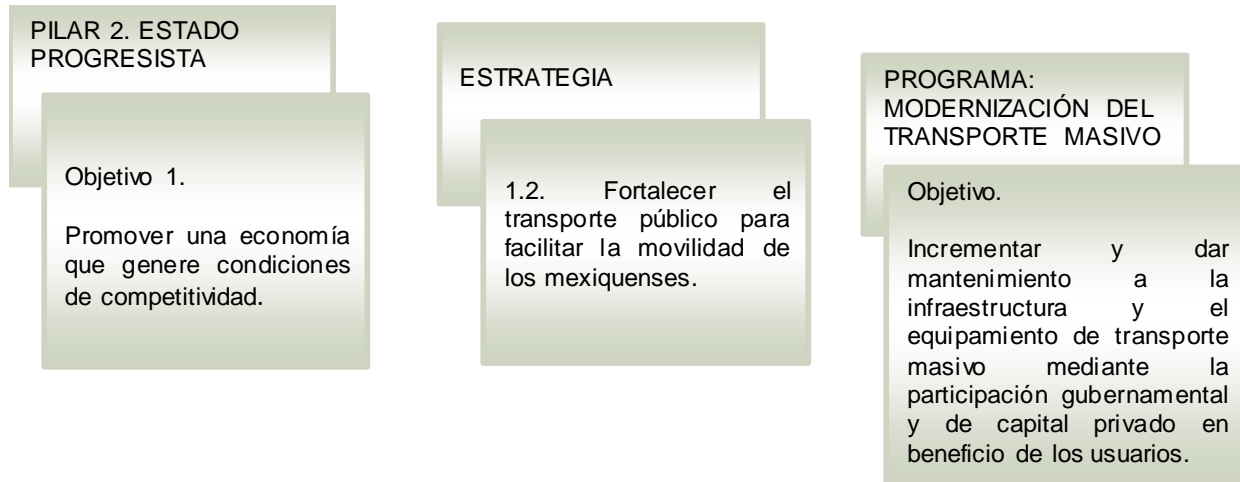 PILAR 2. ESTADO
PROGRESISTA
Objetivo 1.
Promover una economía
que genere condiciones
de competitividad.
ESTRATEGIA
1.2. Fortalecer el
transporte público para
facilitar la movilidad de
los mexiquenses.
PROGRAMA:
MODERNIZACIÓN DEL
TRANSPORTE MASIVO
Objetivo.
Incrementar y dar
mantenimiento a la
infraestructura y el
equipamiento de transporte
masivo mediante la
participación gubernamental
y de capital privado en
beneficio de los usuarios.